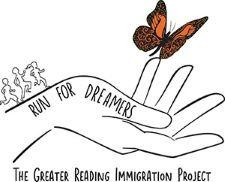 RUN FOR DREAMERS
THE GREATER READING IMMIGRATION PROJECT